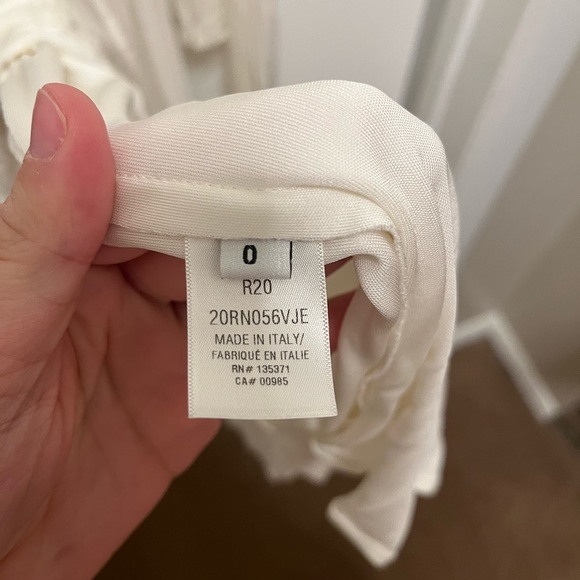 0
R20
20RN056VJE
MADE IN ITALY/
FABRIQUÉ EN ITALIE
RN# 135371
CA# 00985